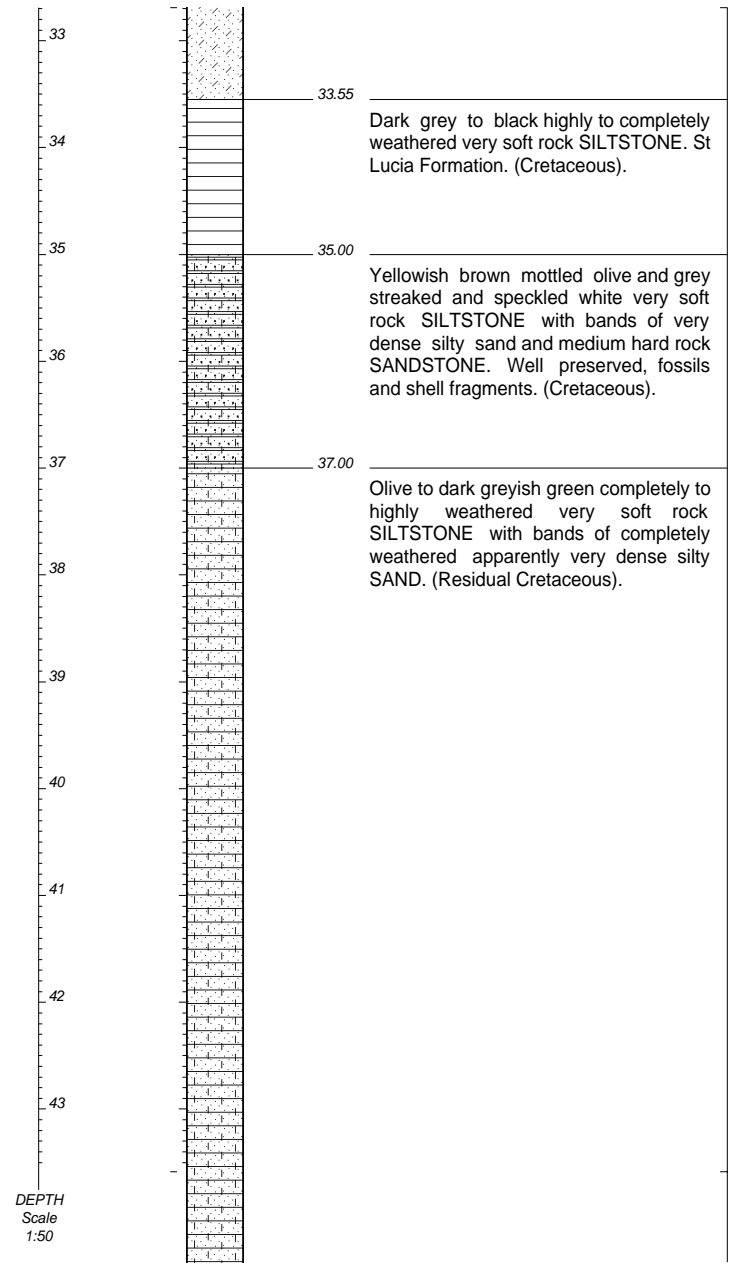 33
33.55
Dark grey to black highly to completely
weathered very soft rock SILTSTONE. St
Lucia Formation. (Cretaceous).
34
35
35.00
Yellowish brown mottled olive and grey
streaked and speckled white very soft
rock SILTSTONE with bands of very
dense silty sand and medium hard rock
SANDSTONE. Well preserved, fossils
and shell fragments. (Cretaceous).
36
37
37.00
Olive to dark greyish green completely to
highly weathered very soft rock
SILTSTONE with bands of completely
weathered apparently very dense silty
SAND. (Residual Cretaceous).
38
39
40
41
42
43
DEPTH
Scale
1:50